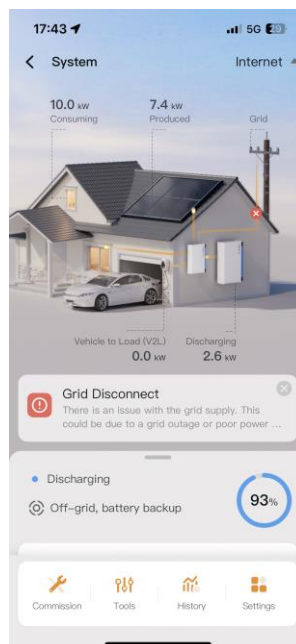 17:43
5G 29
System
Internet
10.0 kW
7.4 kW
Consuming
Produced
Grid
Vehicle to Load (V2L)
Discharging
0.0 kW
2.6 kW
Grid Disconnect
There is an issue with the grid supply. This
could be due to a grid outage or poor power ...
Discharging
93%
Off-grid, battery backup
Commission
Tools
History
Settings